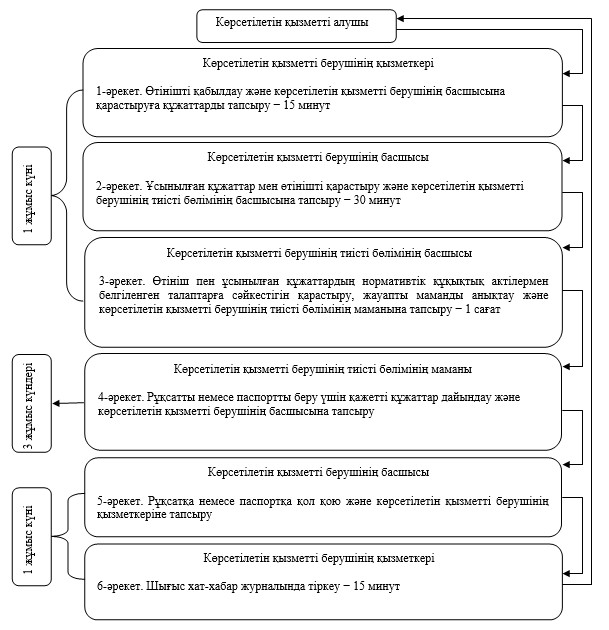 Көрсетілетін қызметті алушы
Көрсетілетін қызметті берушінің қызметкері
1-әрекет. Өтінішті қабылдау және көрсетілетін қызметті берушінің басшысына
қарастыруға құжаттарды тапсыру – 15 минут
1 жұмыс күні
Көрсетілетін қызметті берушінің басшысы
2-әрекет. Ұсынылған құжаттар мен өтінішті қарастыру және көрсетілетін қызметті
берушінің тиісті бөлімінің басшысына тапсыру – 30 минут
Көрсетілетін қызметті берушінің тиісті бөлімінің басшысы
3-әрекет. Өтініш пен ұсынылған құжаттардың нормативтік құқықтық актілермен
белгіленген талаптарға сәйкестігін қарастыру, жауапты маманды анықтау және
көрсетілетін қызметті берушінің тиісті бөлімінің маманына тапсыру – 1 сағат
3 жұмыс күндері
Көрсетілетін қызметті берушінің тиісті бөлімінің маманы
4-әрекет. Рұқсатты немесе паспортты беру үшін қажетті құжаттар дайындау және
көрсетілетін қызметті берушінің басшысына тапсыру
1 жұмыс күні
Көрсетілетін қызметті берушінің басшысы
5-әрекет. Рұқсатқа немесе паспортқа қол қою және көрсетілетін қызметті берушінің
қызметкеріне тапсыру
Көрсетілетін қызметті берушінің қызметкері
6-әрекет. Шығыс хат-хабар журналында тіркеу – 15 минут